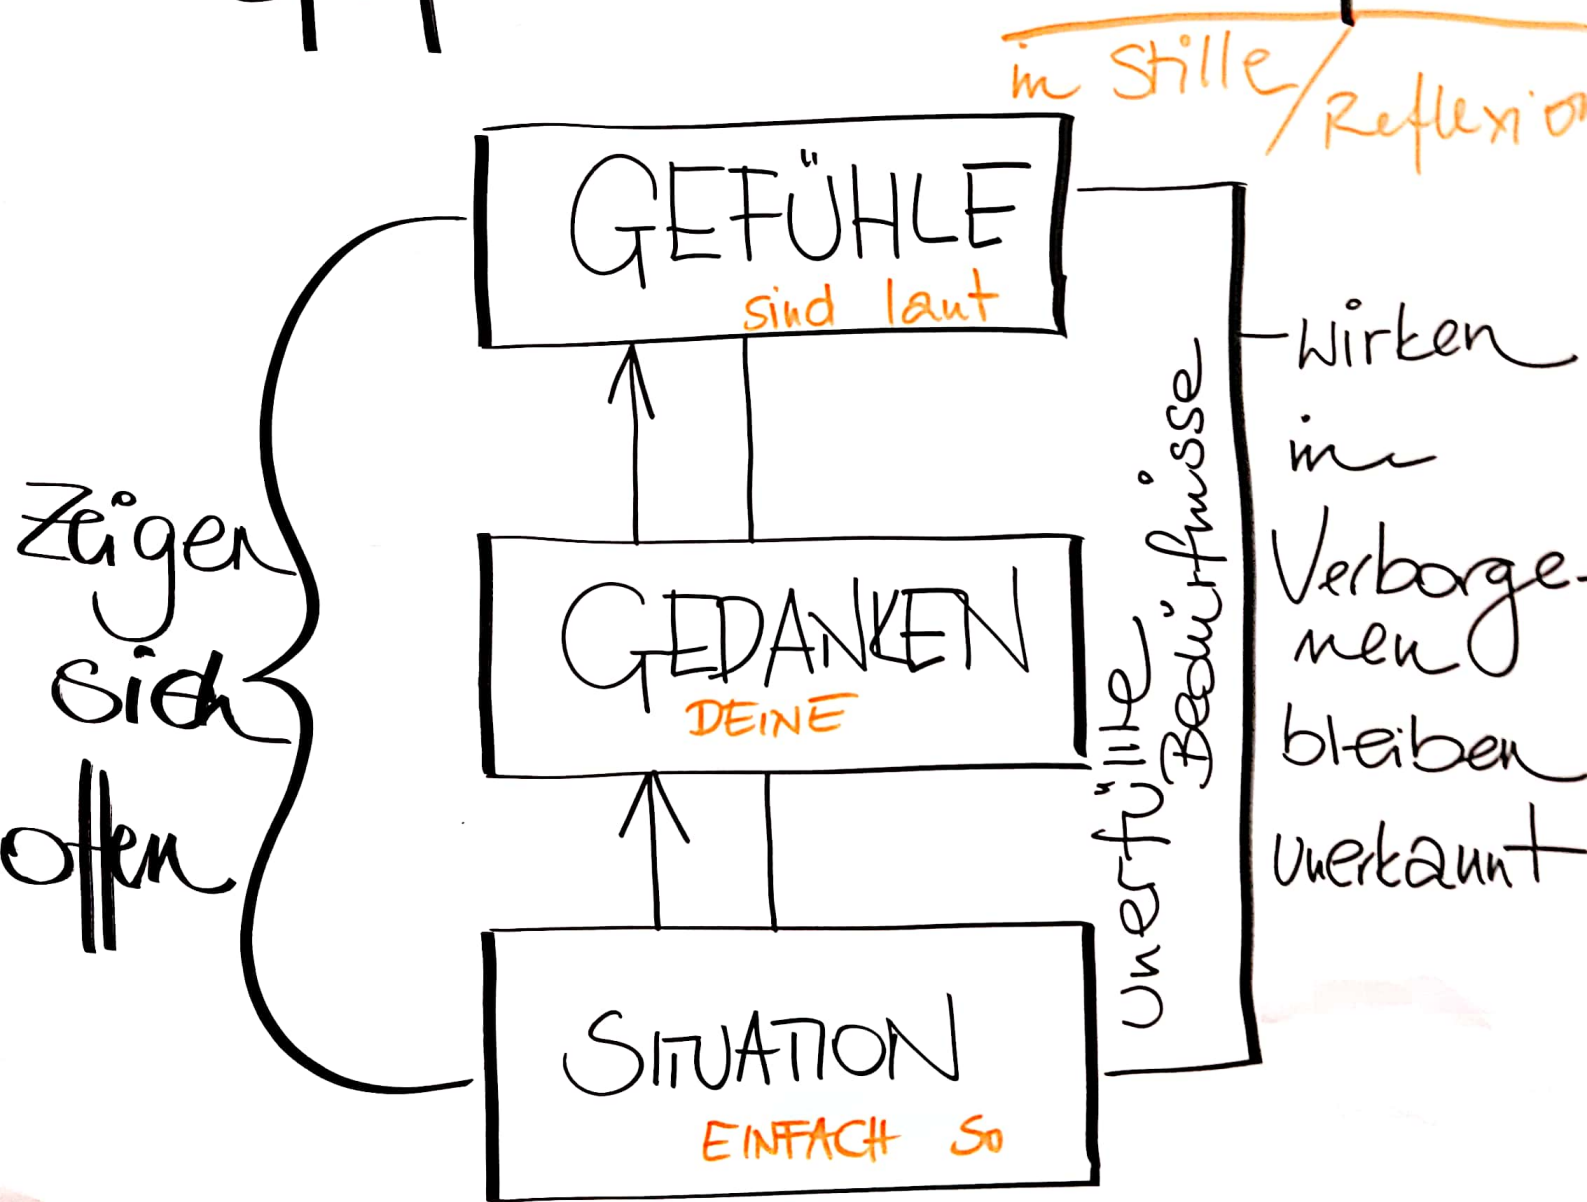 in Stille/
Reflexion
GEFÜHLE
sind laut
Zeigen
sich
offen
GEDANKEN
DEINE
SITUATION
EINFACH So
unerfüllte
Bedürfnisse
wirken
im
Verborge-
nen
bleiben
unerkannt